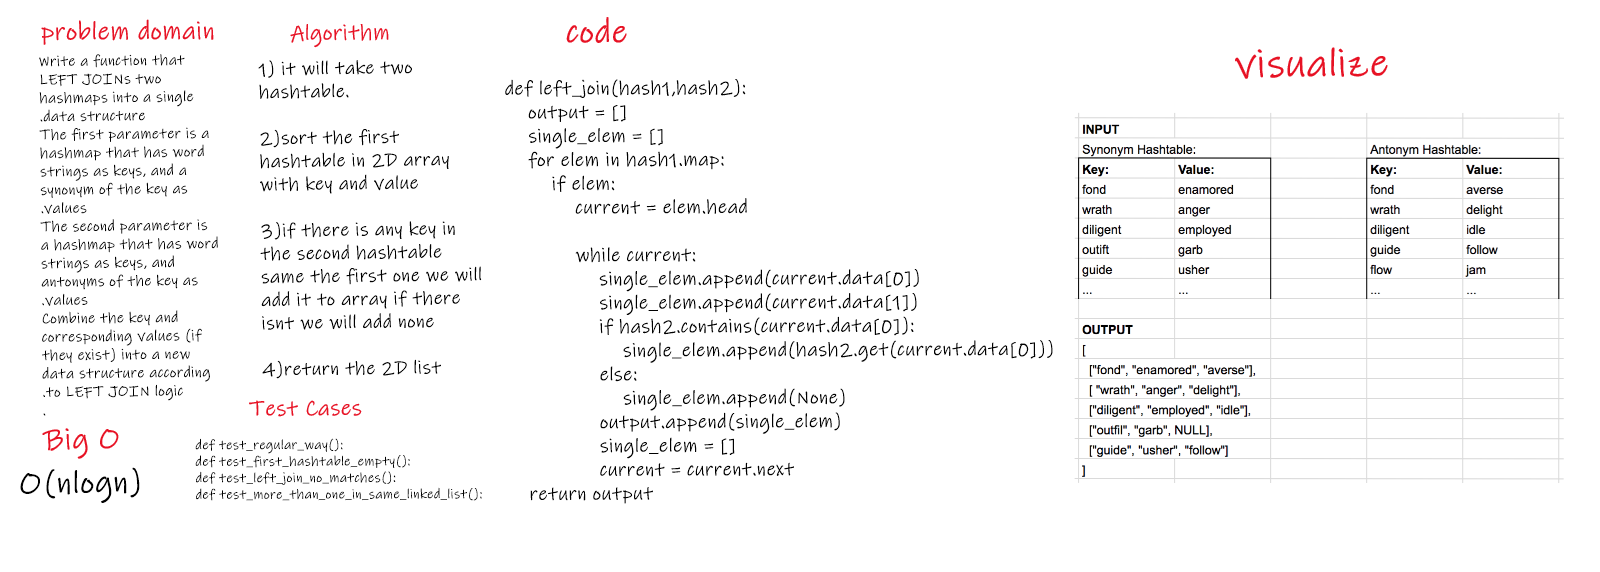 problem domain
Write a function that
LEFT JOINs two
hashmaps into a single
.data structure
The first parameter is a
hashmap that has word
strings as keys, and a
synonym of the key as
.values
The second parameter is
a hashmap that has word
strings as keys, and
antonyms of the key as
.values
Combine the key and
corresponding values (if
they exist) into a new
data structure according
.to LEFT JOIN logic
.
Big O
O(nlogn)
Algorithm
1) it will take two
hashtable.
2)sort the first
hashtable in 2D array
with key and value
3)if there is any key in
the second hashtable
same the first one we will
add it to array if there
isnt we will add none
4)return the 2D list
Test Cases
def test_regular_way():
def test_first_hashtable_empty():
def test_left_join_no_matches():
def test_more_than_one_in_same_linked_list():
code
def left_join(hash1,hash2):
output = []
single_elem = []
for elem in hash1.map:
if elem:
current = elem.head
while current:
single_elem.append(current.data[0])
single_elem.append(current.data[1])
if hash2.contains(current.data[0]):
single_elem.append(hash2.get(current.data[0]))
else:
single_elem.append(None)
output.append(single_elem)
single_elem = []
current = current.next
return output
visualize
INPUT
Synonym Hashtable: Antonym Hashtable:
Key: Value: Key: Value:
fond enamored fond averse
wrath anger wrath delight
diligent employed diligent idle
outift garb guide follow
guide usher flow jam
... ... ... ...
OUTPUT
[
["fond", "enamored", "averse"],
[ "wrath", "anger", "delight"],
["diligent", "employed", "idle"],
["outfil", "garb", NULL],
["guide", "usher", "follow"]
]